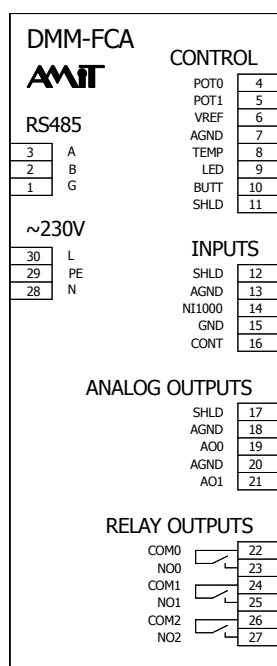 DMM-FCA
AMiT
CONTROL
POT0 4
POT1 5
VREF 6
AGND 7
TEMP 8
LED 9
BUTT 10
SHLD 11
RS485
3 A
2 B
1 G
~230V
30 L
29 PE
28 N
INPUTS
SHLD 12
AGND 13
NI1000 14
GND 15
CONT 16
ANALOG OUTPUTS
SHLD 17
AGND 18
AO0 19
AGND 20
AO1 21
RELAY OUTPUTS
COM0 22
NO0 23
COM1 24
NO1 25
COM2 26
NO2 27